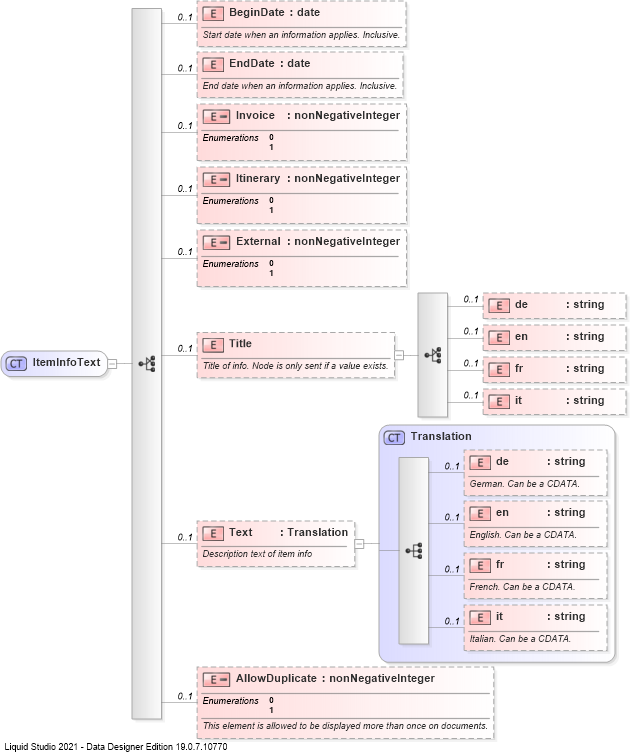 0..1
E BeginDate : date
Start date when an information applies. Inclusive.
0..1
E EndDate : date
End date when an information applies. Inclusive.
0..1
E Invoice : nonNegativeInteger
Enumerations 0
1
0..1
E Itinerary : nonNegativeInteger
Enumerations 0
1
0..1
E External : nonNegativeInteger
Enumerations 0
1
CT ItemInfoText
0..1
E Title
Title of info. Node is only sent if a value exists.
0..1
E de : string
0..1
E en : string
0..1
E fr : string
0..1
E it : string
0..1
E Text : Translation
Description text of item info
CT Translation
0..1
E de : string
German. Can be a CDATA.
0..1
E en : string
English. Can be a CDATA.
0..1
E fr : string
French. Can be a CDATA.
0..1
E it : string
Italian. Can be a CDATA.
0..1
E AllowDuplicate : nonNegativeInteger
Enumerations 0
1
This element is allowed to be displayed more than once on documents.
Liquid Studio 2021 - Data Designer Edition 19.0.7.10770